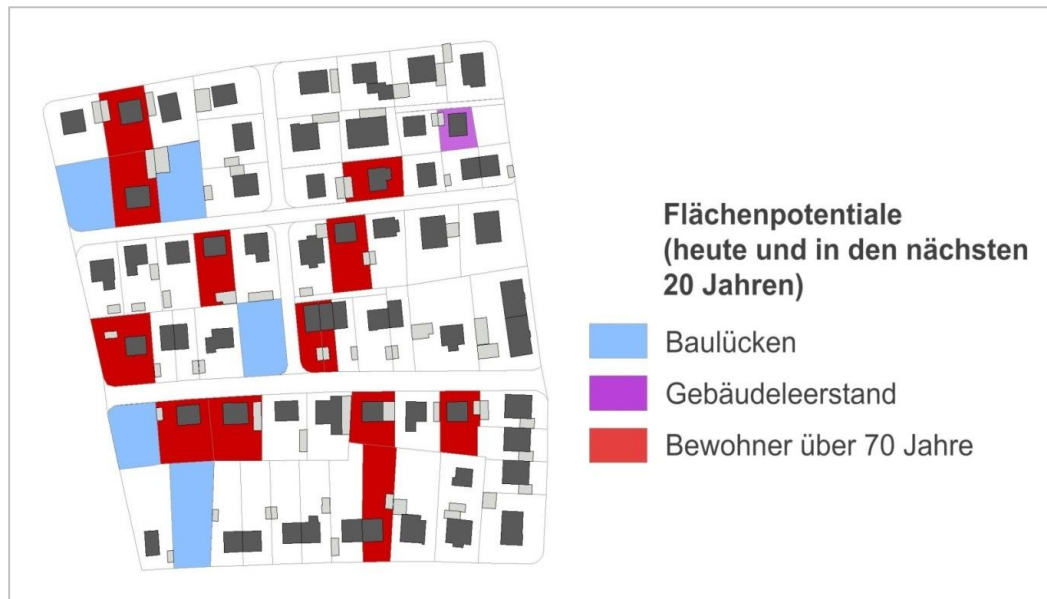 Flächenpotentiale
(heute und in den nächsten
20 Jahren)
Baulücken
Gebäudeleerstand
Bewohner über 70 Jahre